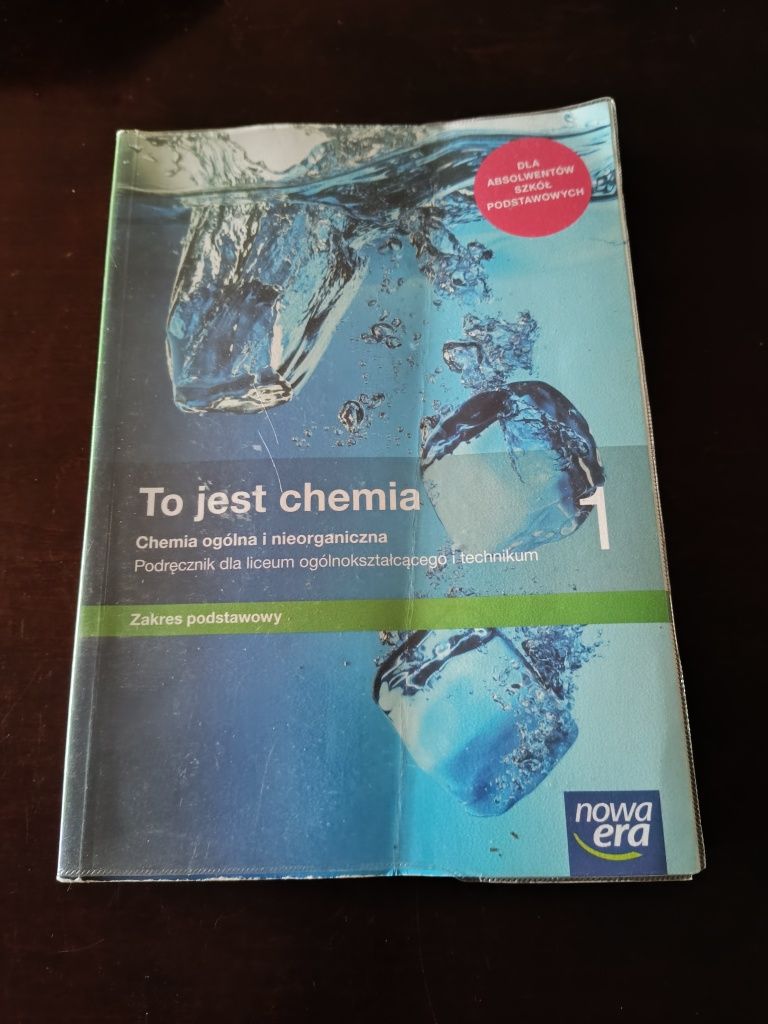 DLA
ABSOLWENTÓW
SZKÓŁ
PODSTAWOWYCH
To jest chemia
1
Chemia ogólna i nieorganiczna
Podręcznik dla liceum ogólnokształcącego i technikum
Zakres podstawowy
nowa
era